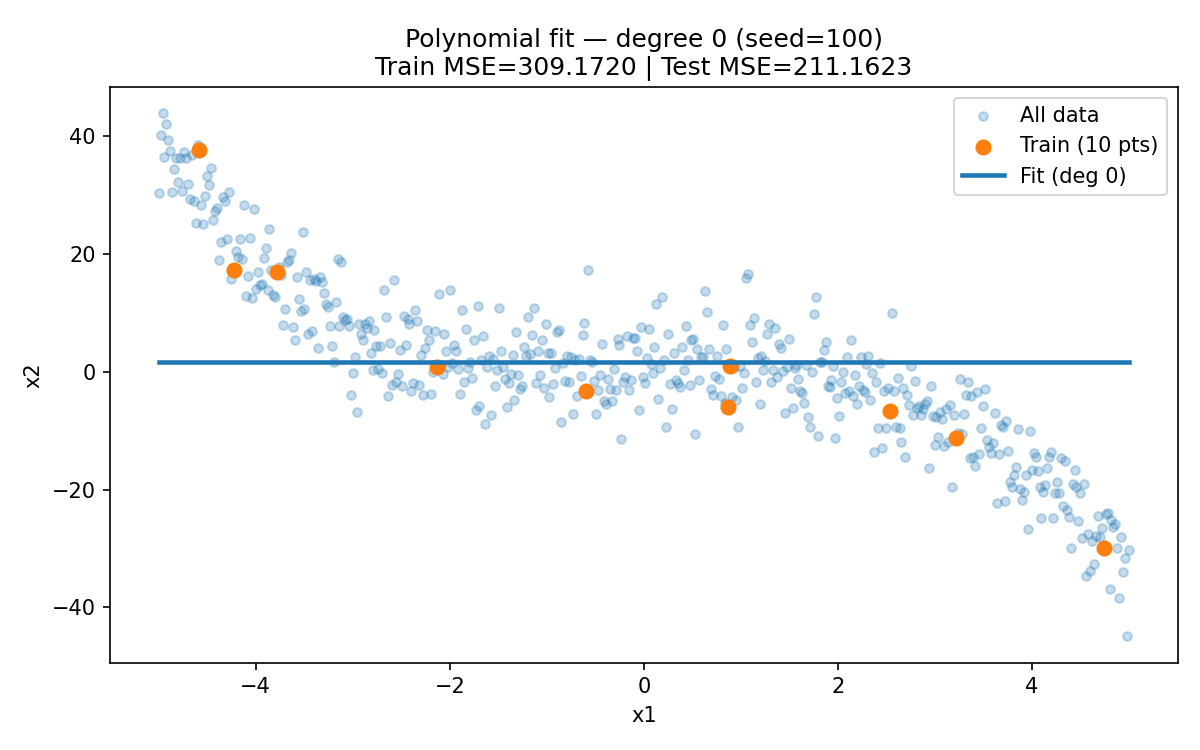 Polynomial fit — degree 0 (seed=100)
Train MSE=309.1720 | Test MSE=211.1623
All data
Train (10 pts)
Fit (deg 0)
x2
40
20
0
−20
−40
−4
−2
0
2
4
x1